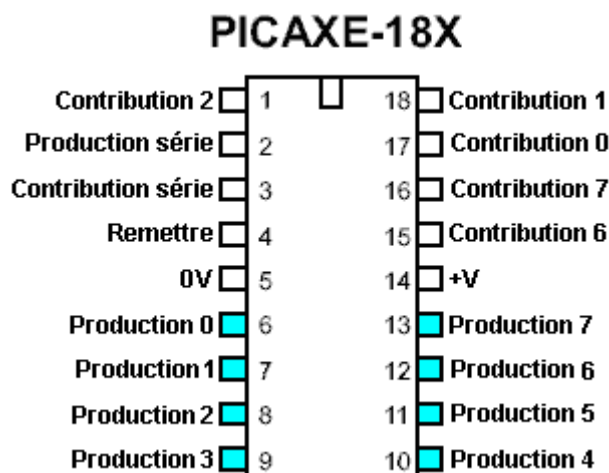 PICAXE-18X
Contribution 2 1 18 Contribution 1
Production série 2 17 Contribution 0
Contribution série 3 16 Contribution 7
Remettre 4 15 Contribution 6
0V 5 14 +V
Production 0 6 13 Production 7
Production 1 7 12 Production 6
Production 2 8 11 Production 5
Production 3 9 10 Production 4